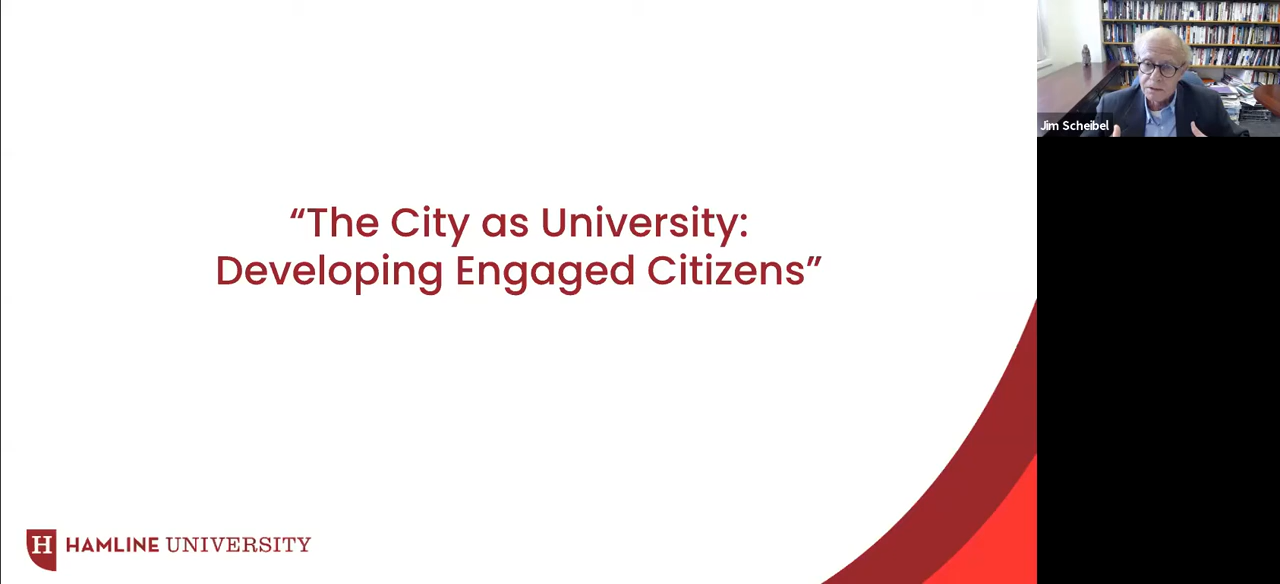 “The City as University:
Developing Engaged Citizens”
H HAMLINE UNIVERSITY
Jim Scheibel